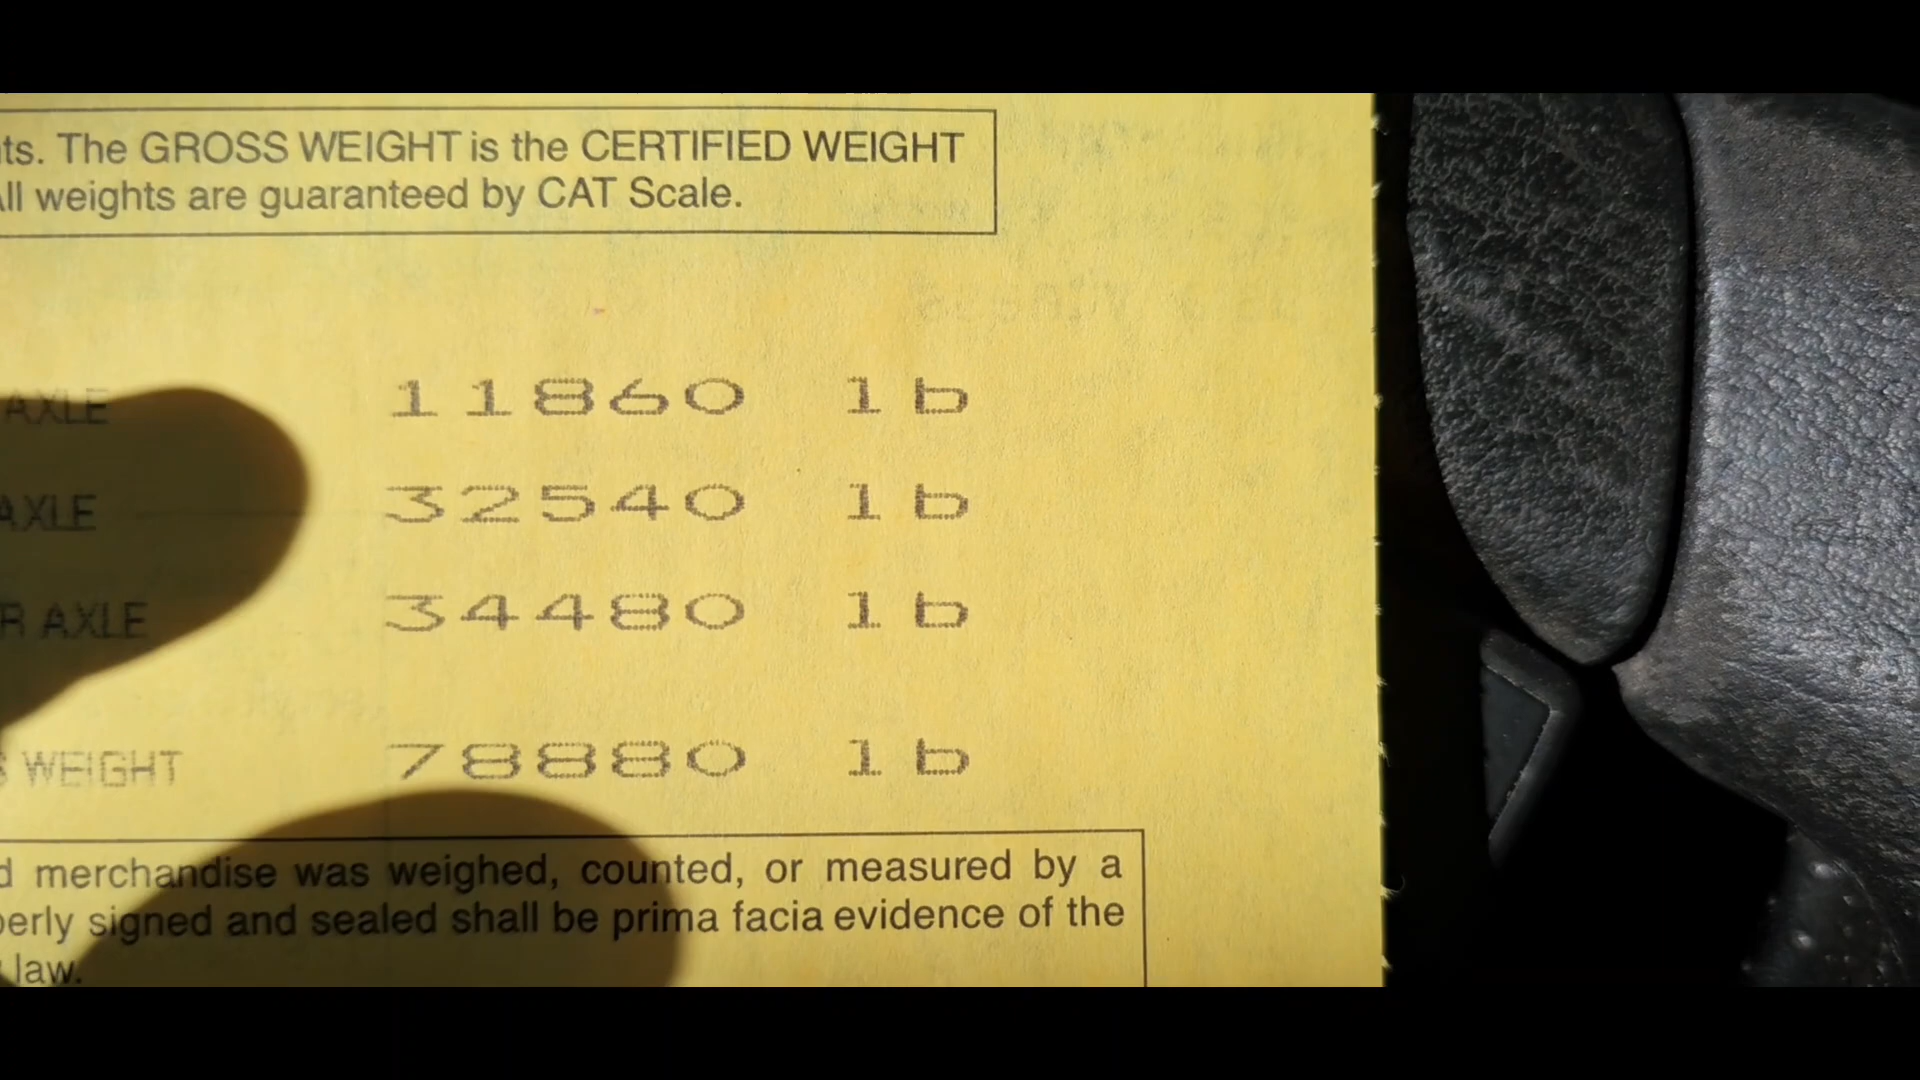 ts. The GROSS WEIGHT is the CERTIFIED WEIGHT
ll weights are guaranteed by CAT Scale.
AXLE 11860 lb
AXLE 32540 lb
R AXLE 34480 lb
WEIGHT 78880 lb
d merchandise was weighed, counted, or measured by a
perly signed and sealed shall be prima facia evidence of the
law.